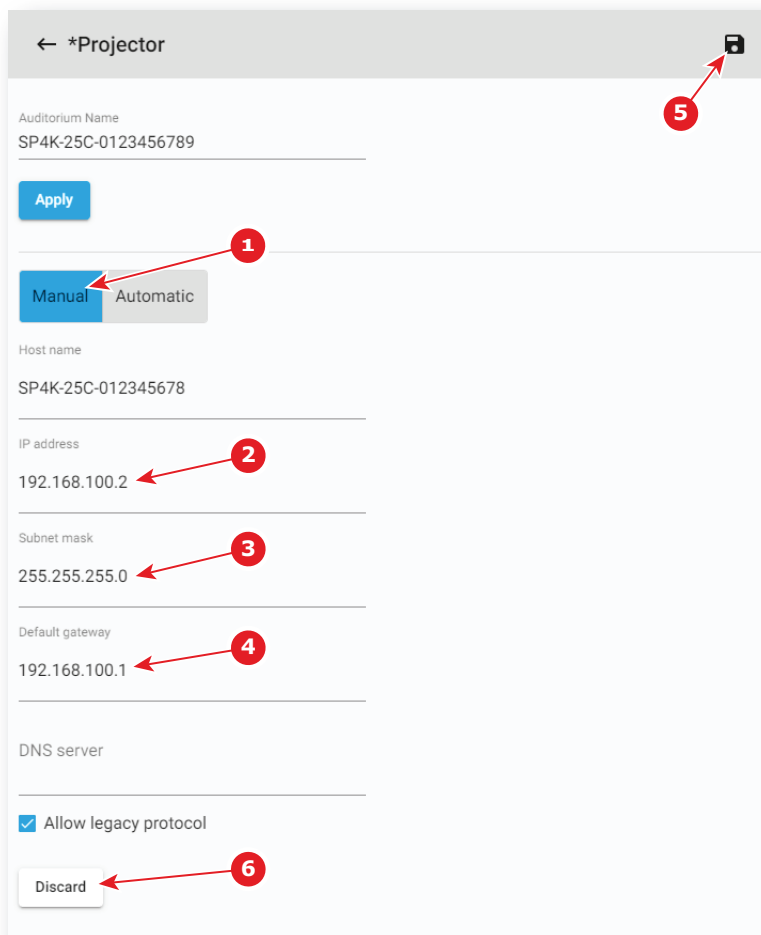 ← *Projector
5
Auditorium Name
SP4K-25C-0123456789
Apply
1
Manual Automatic
Host name
SP4K-25C-012345678
IP address
2
192.168.100.2
Subnet mask
3
255.255.255.0
Default gateway
4
192.168.100.1
DNS server
Allow legacy protocol
6
Discard